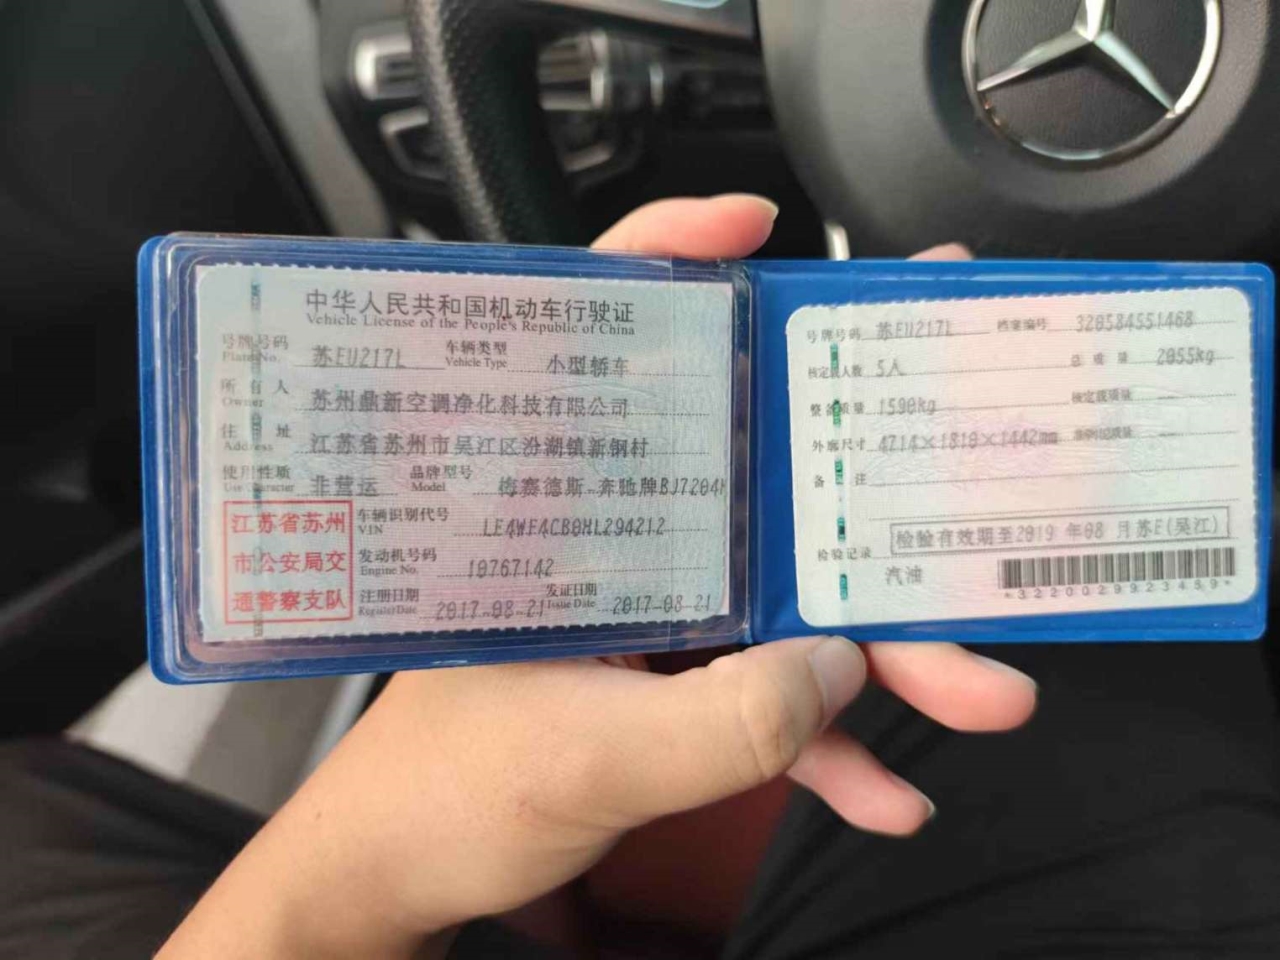 中华人民共和国机动车行驶证
Vehicle License of the People's Republic of China
号牌号码 苏EU217L 车辆类型 小型轿车
Plate No. Vehicle Type
所有人 苏州鼎新空调净化科技有限公司
Owner
住址 江苏省苏州市吴江区汾湖镇新钢村
Address
使用性质 非营运 品牌型号 梅赛德斯-奔驰牌BJ7204H
Use Character Model
江苏省苏州
市公安局交
通警察支队
车辆识别代号 LE4WF4CB0HL294212
VIN
发动机号码 10767142
Engine No.
注册日期 2017-08-21 发证日期 2017-08-21
Register Date Issue Date
号牌号码 苏EU217L 档案编号 320584551468
核定载人数 5人 总质量 2055kg
整备质量 1590kg 核定载质量 --
外廓尺寸 4714×1810×1442mm 准牵引总质量 --
备注
检验有效期至2019年08月苏E(吴江)
检验记录
汽油
*3220029923459*